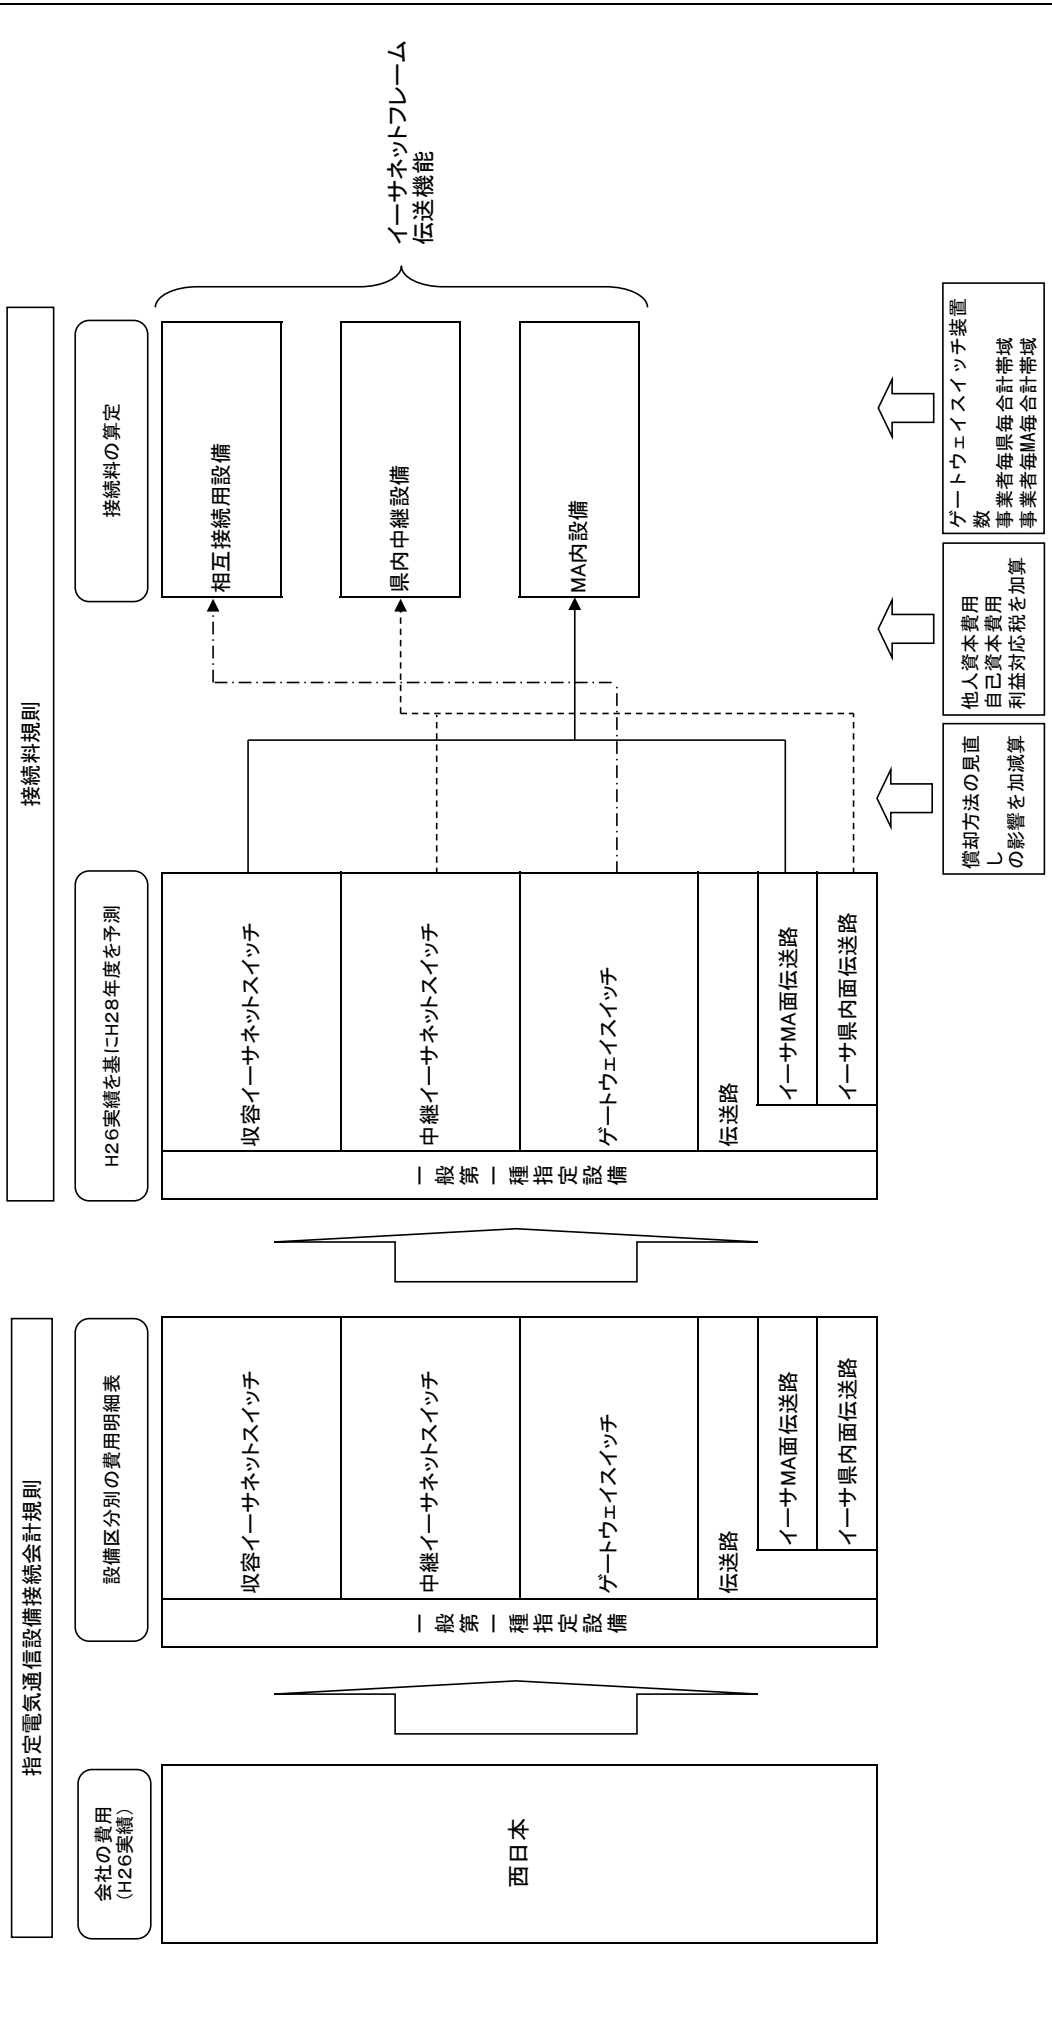 指定電気通信設備接続会計規則
接続料規則
会社の費用
(H26実績)
設備区分別の費用明細表
H26実績を基にH28年度を予測
接続料の算定
西日本
一般第一種指定設備
収容イーサネットスイッチ
中継イーサネットスイッチ
ゲートウェイスイッチ
伝送路
イーサMA面伝送路
イーサ県内面伝送路
一般第一種指定設備
収容イーサネットスイッチ
中継イーサネットスイッチ
ゲートウェイスイッチ
伝送路
イーサMA面伝送路
イーサ県内面伝送路
相互接続用設備
県内中継設備
MA内設備
イーサネットフレーム
伝送機能
償却方法の見直
し
の影響を加減算
他人資本費用
自己資本費用
利益対応税を加算
ゲートウェイスイッチ装置
数
事業者毎県毎合計帯域
事業者毎MA毎合計帯域